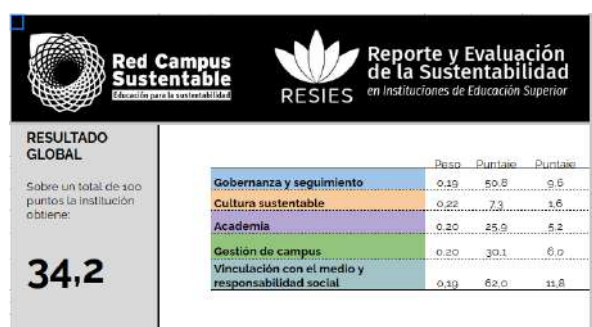 Red Campus
Sustentable
Educación para la sustentabilidad
RESIES
Reporte y Evaluación
de la Sustentabilidad
en Instituciones de Educación Superior
RESULTADO
GLOBAL
Sobre un total de 100
puntos la institución
obtiene:
34,2
Peso Puntaje Puntaje
Gobernanza y seguimiento 0,19 50,8 9,6
Cultura sustentable 0,22 7,3 1,6
Academia 0,20 25,9 5,2
Gestión de campus 0,20 30,1 6,0
Vinculación con el medio y
responsabilidad social 0,19 62,0 11,8